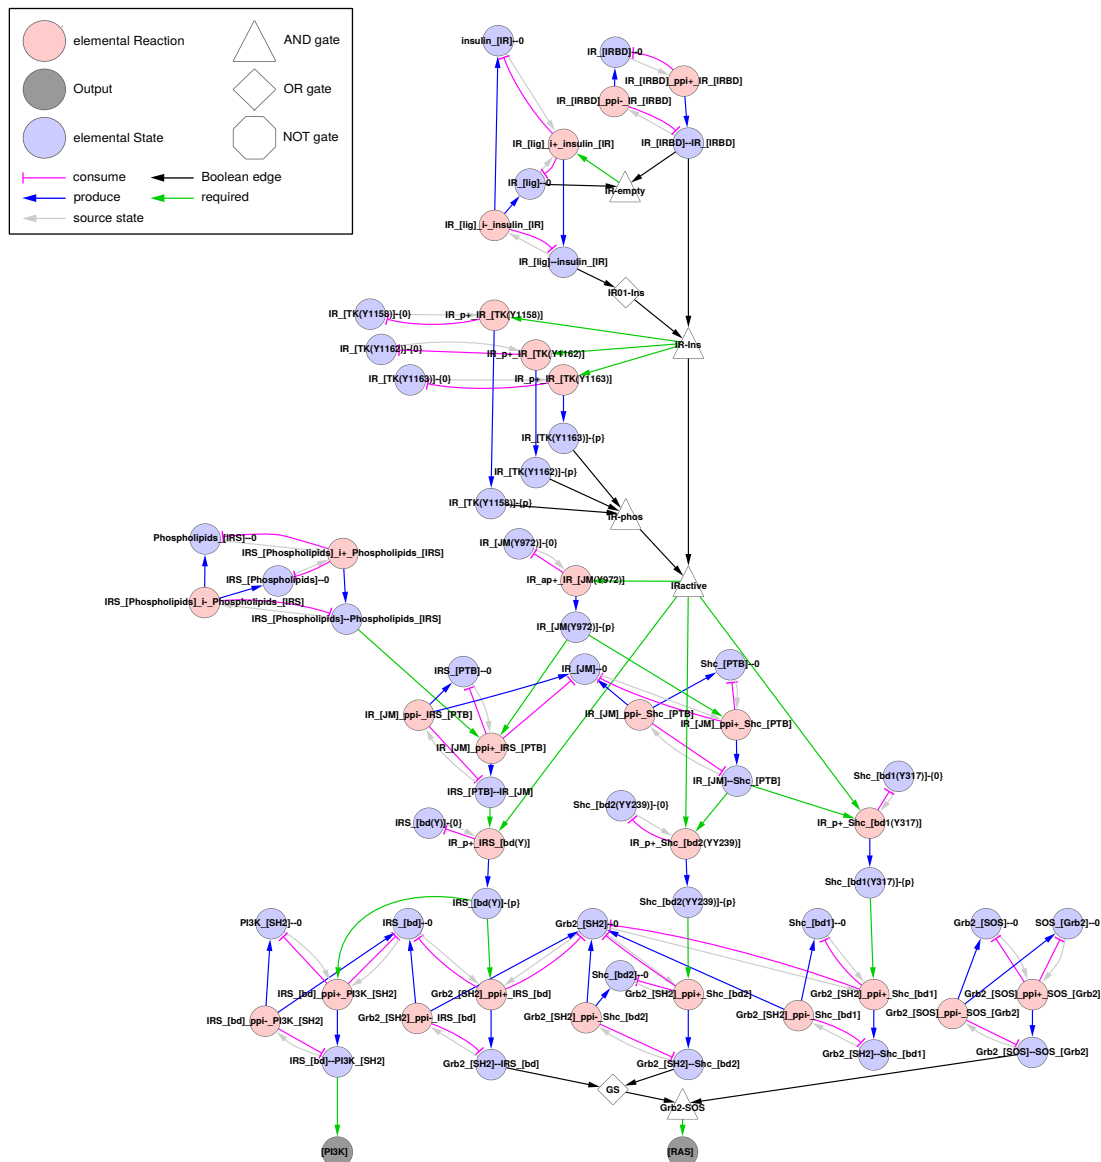 elemental Reaction
AND gate
Output
OR gate
elemental State
NOT gate
consume
Boolean edge
produce
required
source state
insulin_[IR]--0
IR_[IRBD]--0
IR_[IRBD]_ppi+_IR_[IRBD]
IR_[IRBD]_ppi-_IR_[IRBD]
IR_[lig]_i+_insulin_[IR]
IR_[IRBD]--IR_[IRBD]
IR_[lig]--0
IR-empty
IR_[lig]_i-_insulin_[IR]
IR_[lig]--insulin_[IR]
IR01-Ins
IR_[TK(Y1158)]-{0}
IR_p+_IR_[TK(Y1158)]
IR-Ins
IR_[TK(Y1162)]-{0}
IR_p+_IR_[TK(Y1162)]
IR_[TK(Y1163)]-{0}
IR_p+_IR_[TK(Y1163)]
IR_[TK(Y1163)]-{p}
IR_[TK(Y1162)]-{p}
IR_[TK(Y1158)]-{p}
IR-phos
Phospholipids_[IRS]--0
IRS_[Phospholipids]_i+_Phospholipids_[IRS]
IR_[JM(Y972)]-{0}
IRS_[Phospholipids]--0
IR_ap+_IR_[JM(Y972)]
IRactive
IRS_[Phospholipids]_i-_Phospholipids_[IRS]
IRS_[Phospholipids]--Phospholipids_[IRS]
IR_[JM(Y972)]-{p}
IRS_[PTB]--0
IR_[JM]--0
Shc_[PTB]--0
IR_[JM]_ppi-_IRS_[PTB]
IR_[JM]_ppi-_Shc_[PTB]
IR_[JM]_ppi+_Shc_[PTB]
IR_[JM]_ppi+_IRS_[PTB]
IR_[JM]--Shc_[PTB]
Shc_[bd1(Y317)]-{0}
IRS_[PTB]--IR_[JM]
Shc_[bd2(YY239)]-{0}
IRS_[bd(Y)]-{0}
IR_p+_Shc_[bd1(Y317)]
IR_p+_IRS_[bd(Y)]
IR_p+_Shc_[bd2(YY239)]
Shc_[bd1(Y317)]-{p}
IRS_[bd(Y)]-{p}
Shc_[bd2(YY239)]-{p}
PI3K_[SH2]--0
IRS_[bd]--0
Grb2_[SH2]--0
Shc_[bd1]--0
Grb2_[SOS]--0
SOS_[Grb2]--0
Shc_[bd2]--0
IRS_[bd]_ppi+_PI3K_[SH2]
Grb2_[SH2]_ppi+_IRS_[bd]
Grb2_[SH2]_ppi+_Shc_[bd2]
Grb2_[SH2]_ppi+_Shc_[bd1]
Grb2_[SOS]_ppi+_SOS_[Grb2]
IRS_[bd]_ppi-_PI3K_[SH2]
Grb2_[SH2]_ppi-_IRS_[bd]
Grb2_[SH2]_ppi-_Shc_[bd2]
Grb2_[SH2]_ppi-_Shc_[bd1]
Grb2_[SOS]_ppi-_SOS_[Grb2]
IRS_[bd]--PI3K_[SH2]
Grb2_[SH2]--IRS_[bd]
Grb2_[SH2]--Shc_[bd2]
Grb2_[SH2]--Shc_[bd1]
Grb2_[SOS]--SOS_[Grb2]
GS
Grb2-SOS
[PI3K]
[RAS]